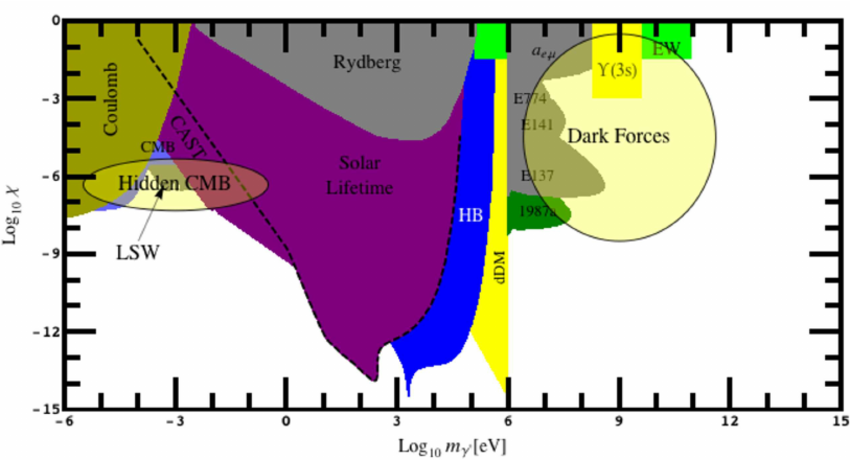 0
-3
-6
-9
-12
-15
Log10 χ
Coulomb
CMB
CAST
Hidden CMB
LSW
Rydberg
Solar
Lifetime
HB
dDM
aeμ
E774
E141
E137
1987a
ϒ(3s)
EW
Dark Forces
-6
-3
0
3
6
9
12
15
Log10 mγ′[eV]